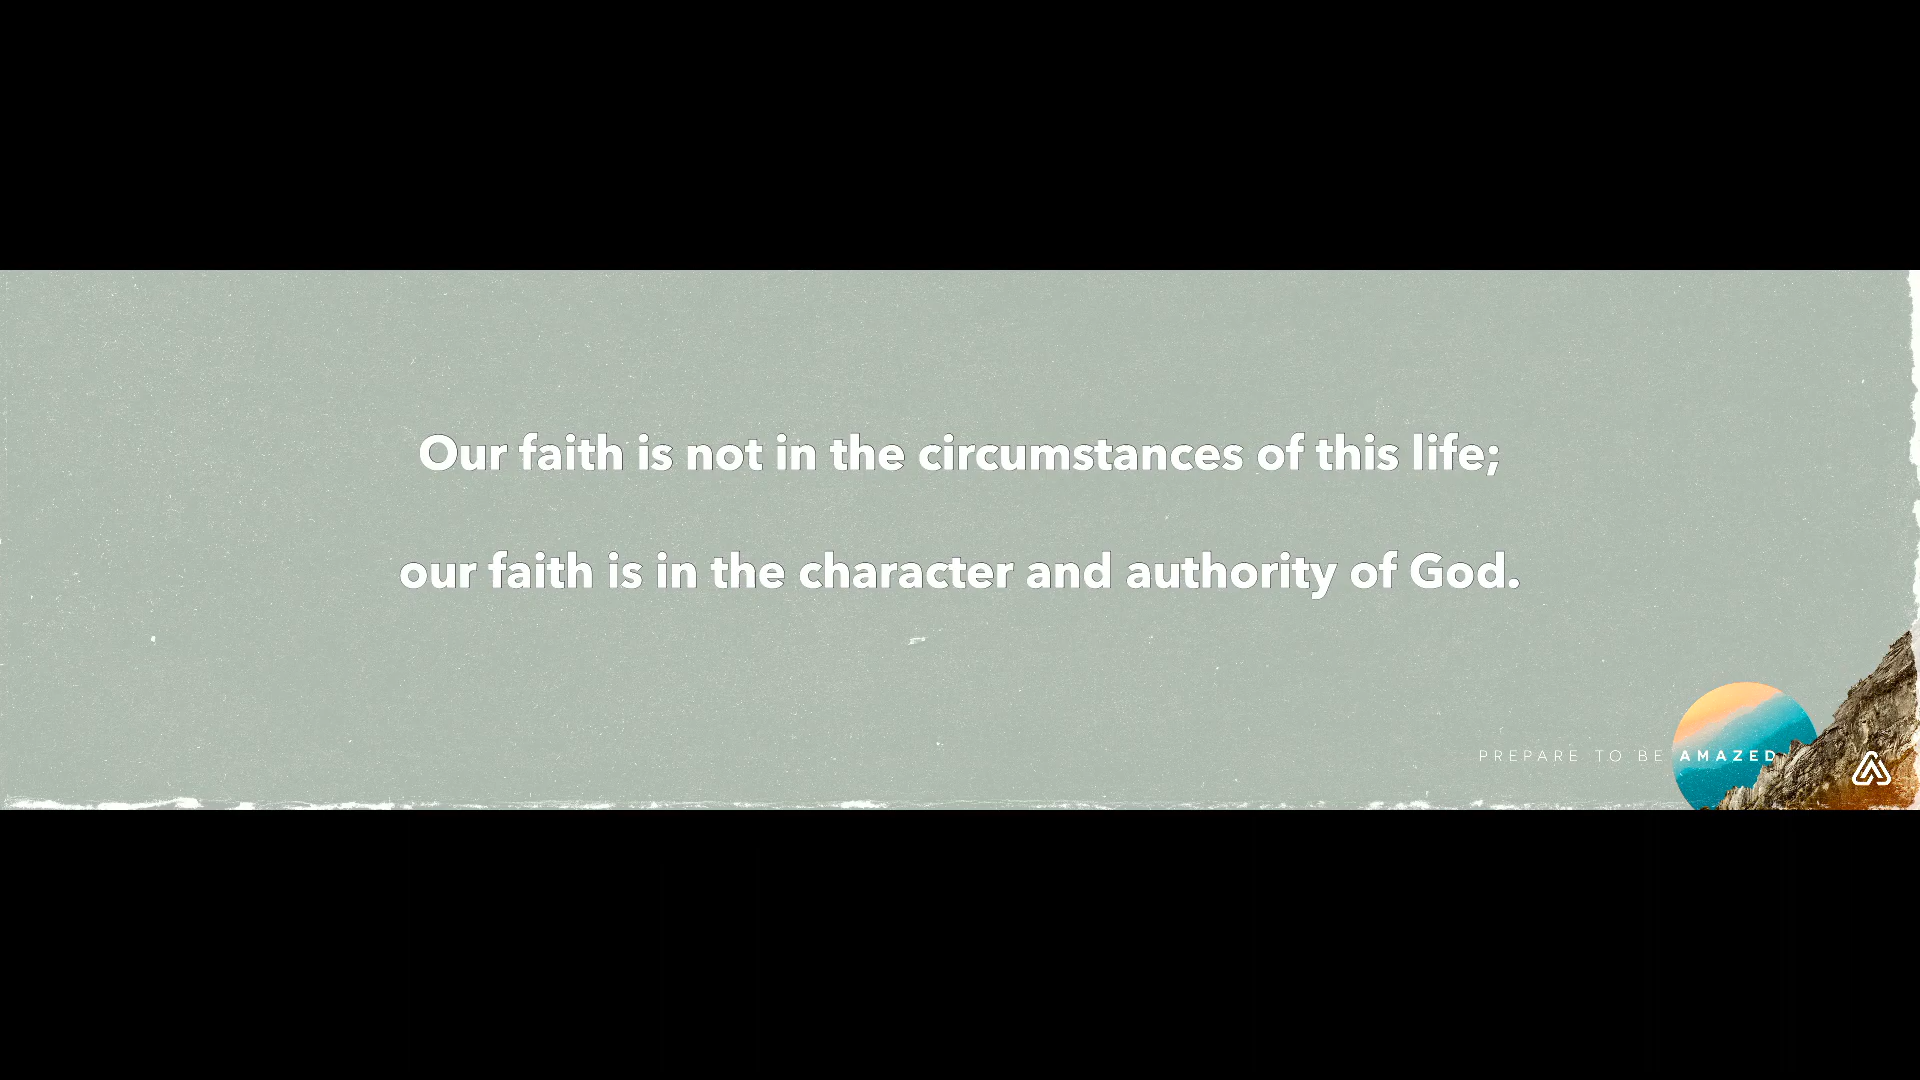 Our faith is not in the circumstances of this life;
our faith is in the character and authority of God.
PREPARE TO BE AMAZED